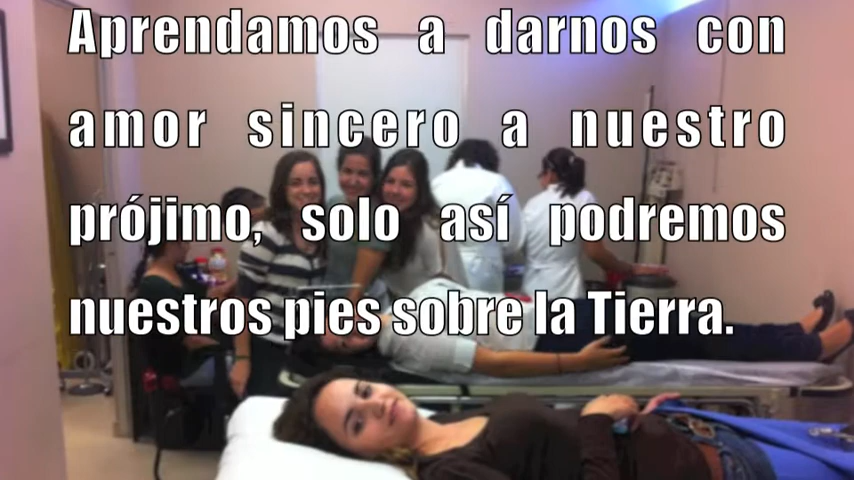 Aprendamos a darnos con
amor sincero a nuestro
prójimo, solo así podremos
nuestros pies sobre la Tierra.